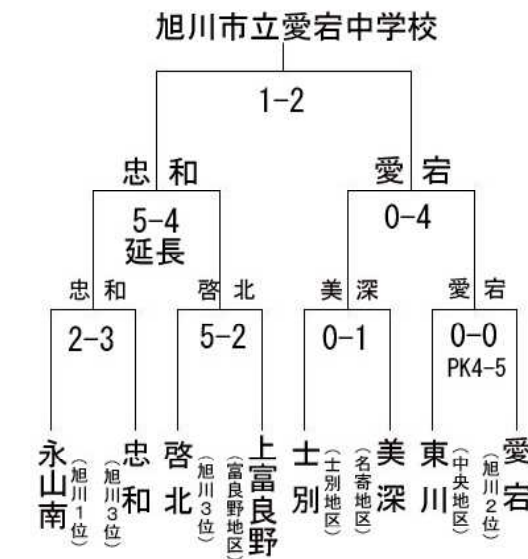 旭川市立愛宕中学校
1-2
忠和
愛宕
5-4
延長
0-4
忠和
啓北
美深
愛宕
2-3
5-2
0-1
0-0
PK4-5
永山南
(旭川1位)
忠和
(旭川3位)
啓北
(旭川3位)
上富良野
(富良野地区)
士別
(士別地区)
美深
(名寄地区)
東川
(中央地区)
愛宕
(旭川2位)